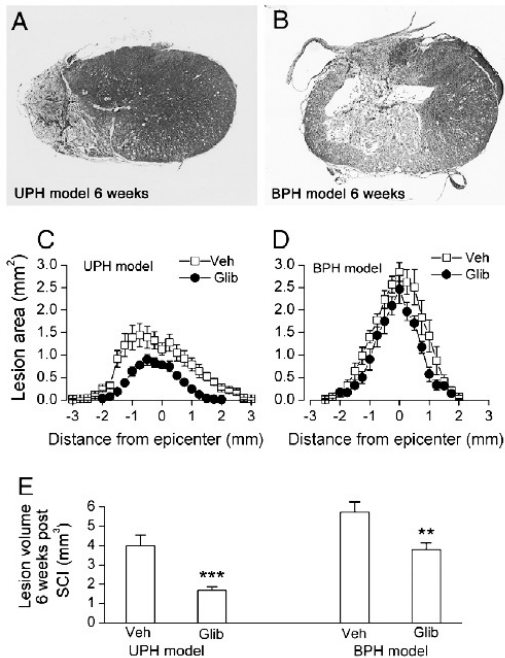 A
B
UPH model 6 weeks
BPH model 6 weeks
C
D
UPH model
Veh
Glib
BPH model
Veh
Glib
Lesion area (mm²)
3.0
2.5
2.0
1.5
1.0
0.5
0.0
3.0
2.5
2.0
1.5
1.0
0.5
0.0
-3 -2 -1 0 1 2 3
-3 -2 -1 0 1 2 3
Distance from epicenter (mm)
Distance from epicenter (mm)
E
Lesion volume
6 weeks post
SCI (mm³)
6
5
4
3
2
1
0
***
**
Veh Glib Veh Glib
UPH model BPH model